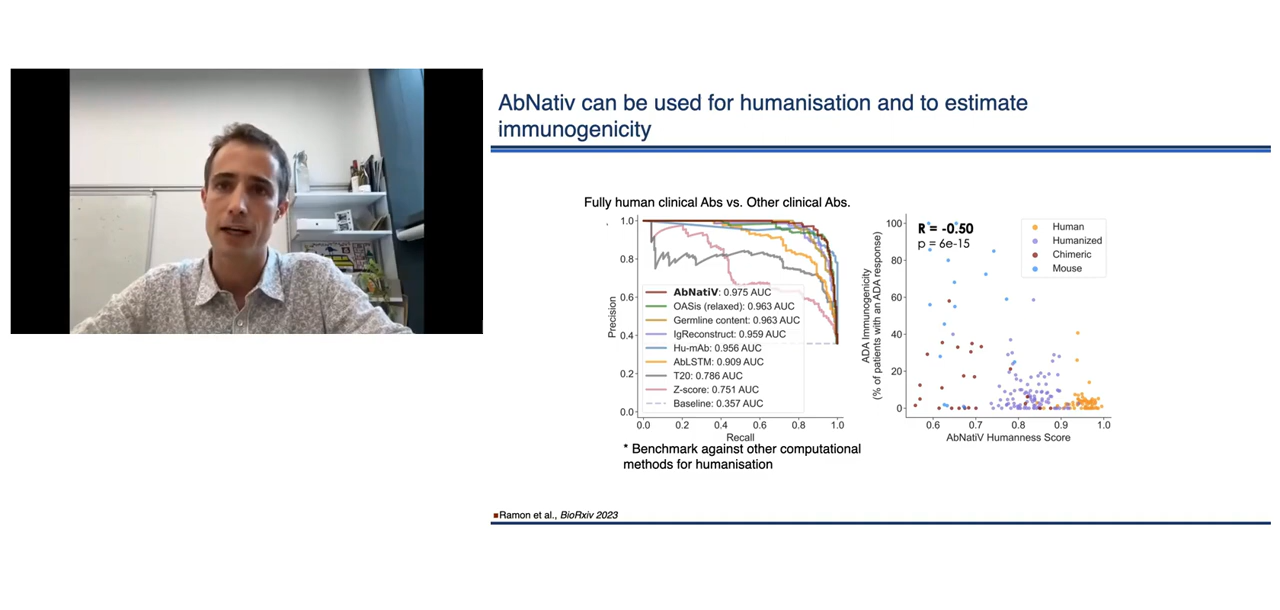 AbNativ can be used for humanisation and to estimate
immunogenicity
Fully human clinical Abs vs. Other clinical Abs.
1.0
0.8
0.6
0.4
0.2
0.0
Precision
AbNatiV: 0.975 AUC
OASis (relaxed): 0.963 AUC
Germline content: 0.963 AUC
IgReconstruct: 0.959 AUC
Hu-mAb: 0.956 AUC
AbLSTM: 0.909 AUC
T20: 0.786 AUC
Z-score: 0.751 AUC
Baseline: 0.357 AUC
0.0 0.2 0.4 0.6 0.8 1.0
Recall
* Benchmark against other computational
methods for humanisation
ADA Immunogenicity
(% of patients with an ADA response)
100
80
60
40
20
0
R = -0.50
p = 6e-15
Human
Humanized
Chimeric
Mouse
0.6 0.7 0.8 0.9 1.0
AbNatiV Humanness Score
Ramon et al., BioRxiv 2023